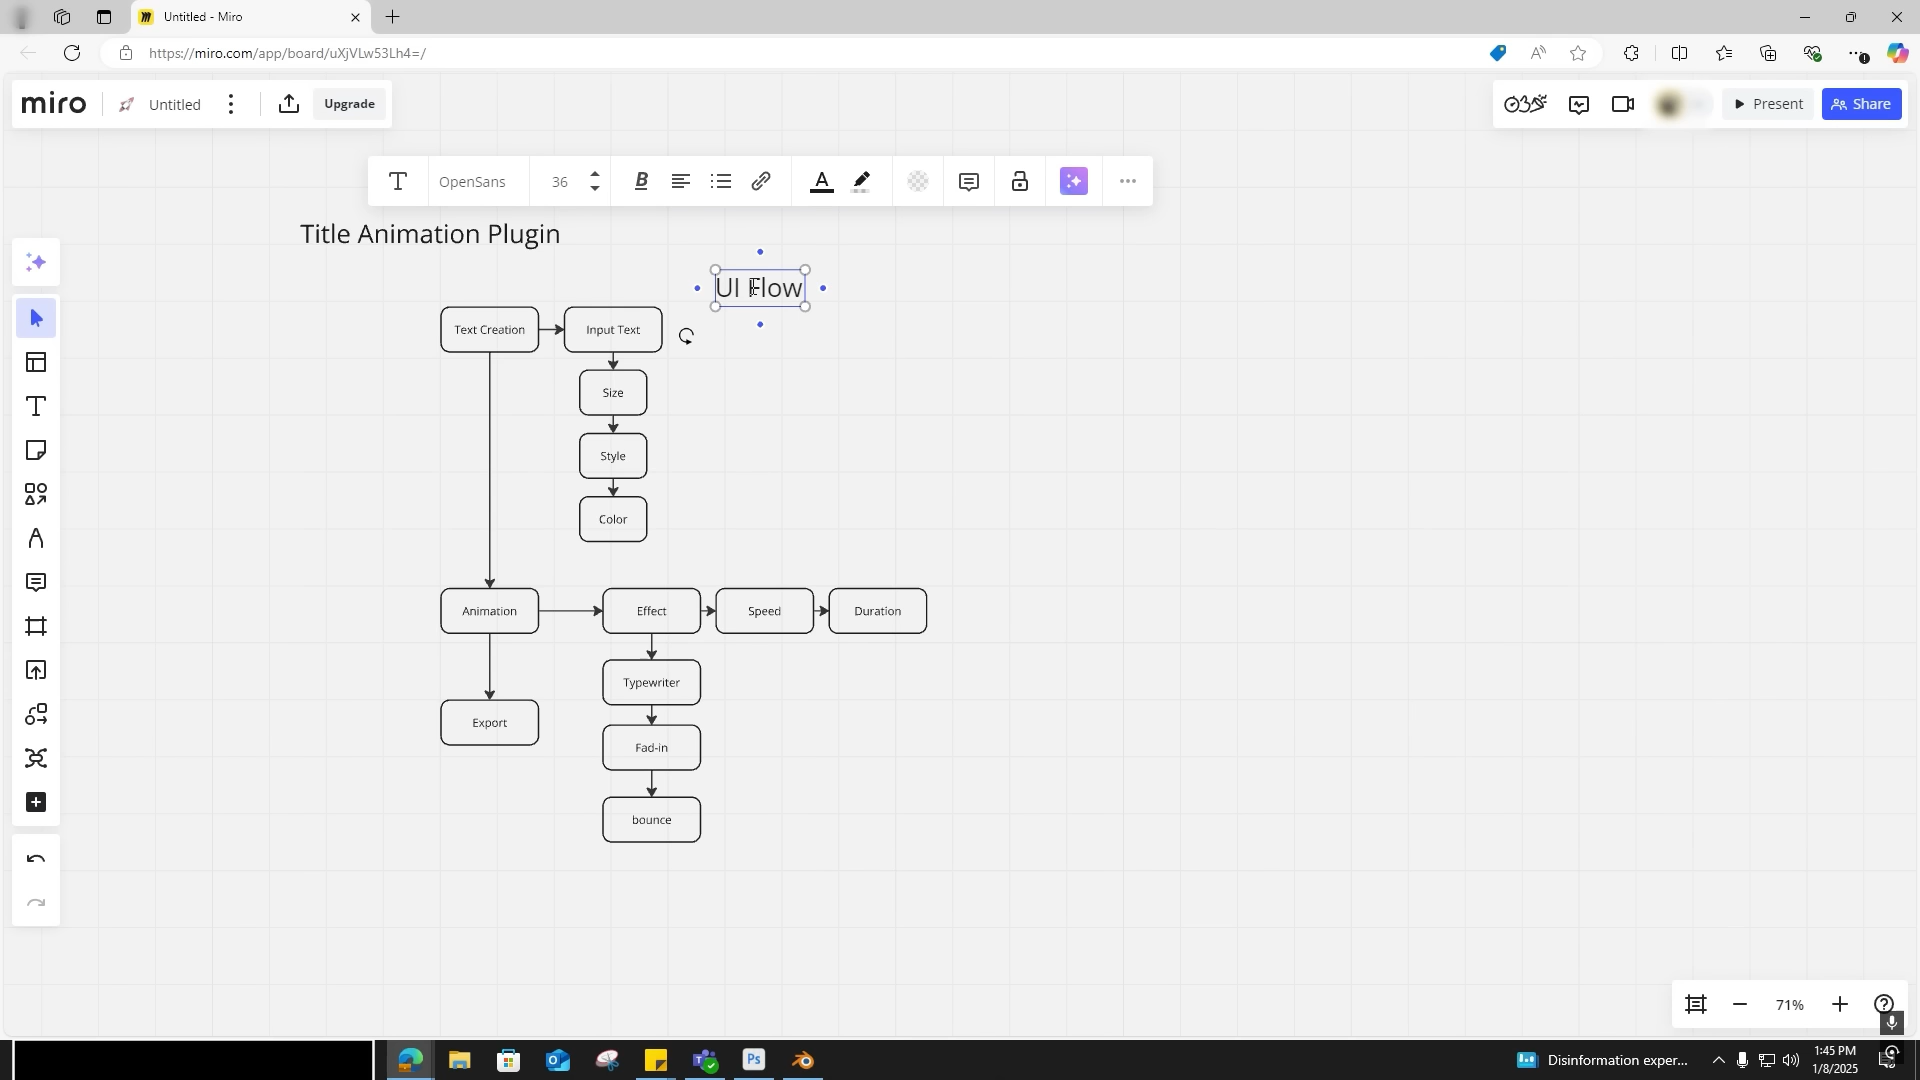 Untitled - Miro
https://miro.com/app/board/uXjVLw53Lh4=/
miro
Untitled
Upgrade
Present
Share
OpenSans
36
Title Animation Plugin
UI Flow
Text Creation
Input Text
Size
Style
Color
Animation
Effect
Speed
Duration
Typewriter
Export
Fad-in
bounce
71%
Disinformation exper...
1:45 PM
1/8/2025